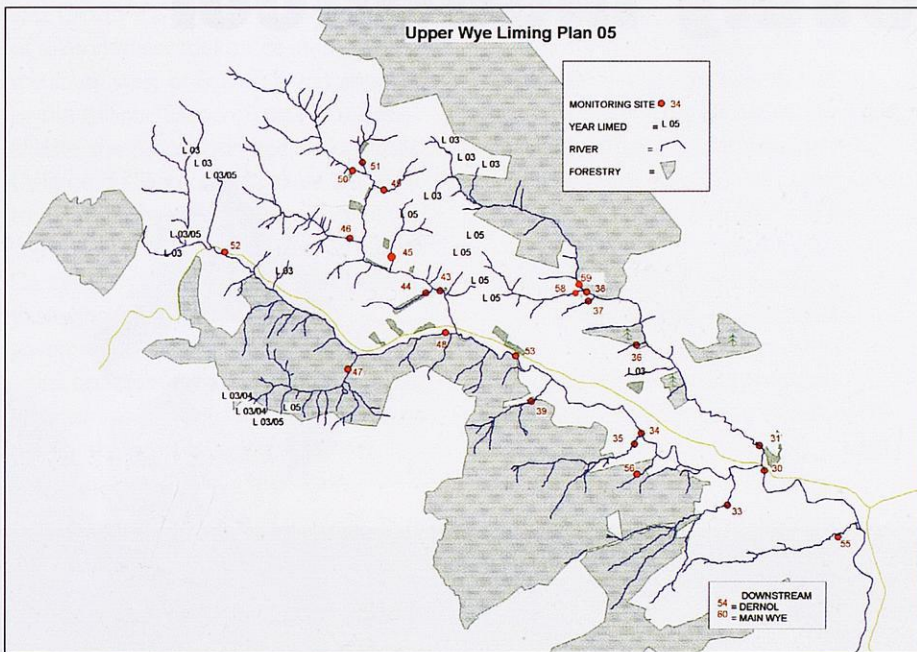 Upper Wye Liming Plan 05
MONITORING SITE 34
YEAR LIMED = L 05
RIVER =
FORESTRY =
L 03
L 03
L 03
L 03
L 03/05
L 03
51
50
45
L 03
L 05
L 03/05
46
L 05
L 03
52
45
L 03
L 05
59
43
44
L 05
58
38
37
48
36
53
L 03
47
L 03/04
L 03/04
L 05
L 03/05
39
34
35
31
30
56
33
55
DOWNSTREAM
54 = DERNOL
60 = MAIN WYE